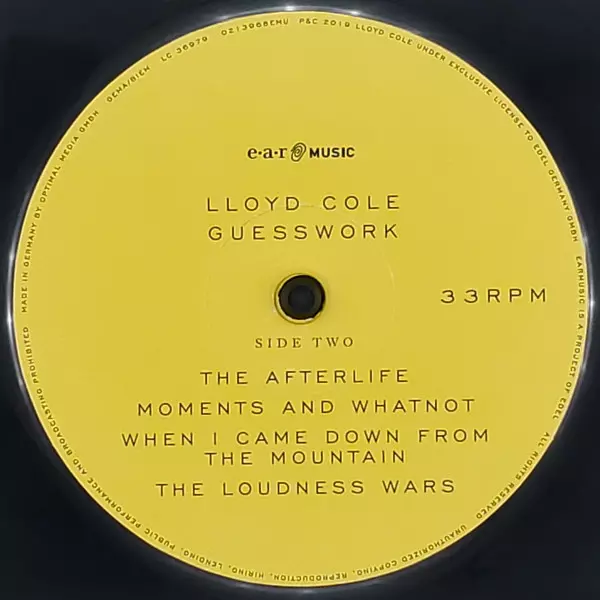 e·a·r MUSIC
LLOYD COLE
GUESSWORK
33RPM
SIDE TWO
THE AFTERLIFE
MOMENTS AND WHATNOT
WHEN I CAME DOWN FROM
THE MOUNTAIN
THE LOUDNESS WARS
MADE IN GERMANY BY OPTIMAL MEDIA GMBH GEMA/BIEM LC 36979 0213968EMU P&C 2019 LLOYD COLE UNDER EXCLUSIVE LICENSE TO EDEL GERMANY GMBH EARMUSIC IS A PROJECT OF EDEL ALL RIGHTS RESERVED UNAUTHORIZED COPYING, REPRODUCTION, HIRING, LENDING, PUBLIC PERFORMANCE AND BROADCASTING PROHIBITED